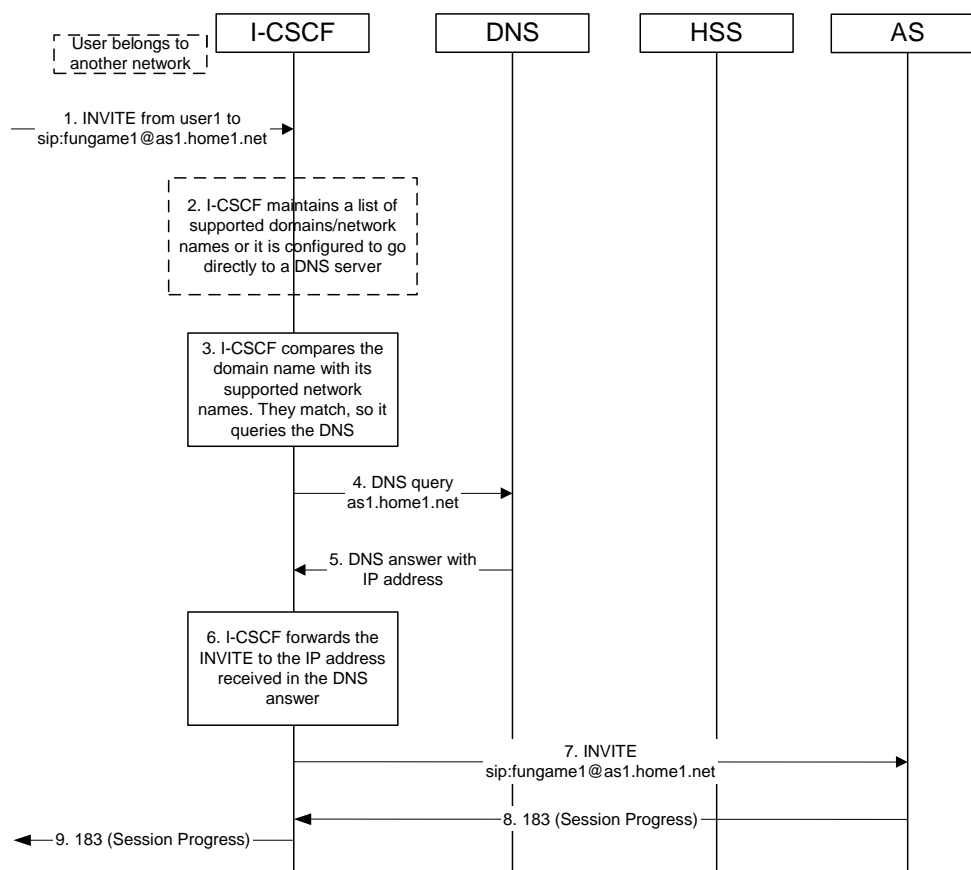 I-CSCF
DNS
HSS
AS
User belongs to
another network
1. INVITE from user1 to
sip:fungame1@as1.home1.net
2. I-CSCF maintains a list of
supported domains/network
names or it is configured to go
directly to a DNS server
3. I-CSCF compares the
domain name with its
supported network
names. They match, so it
queries the DNS
4. DNS query
as1.home1.net
5. DNS answer with
IP address
6. I-CSCF forwards the
INVITE to the IP address
received in the DNS
answer
7. INVITE
sip:fungame1@as1.home1.net
8. 183 (Session Progress)
9. 183 (Session Progress)